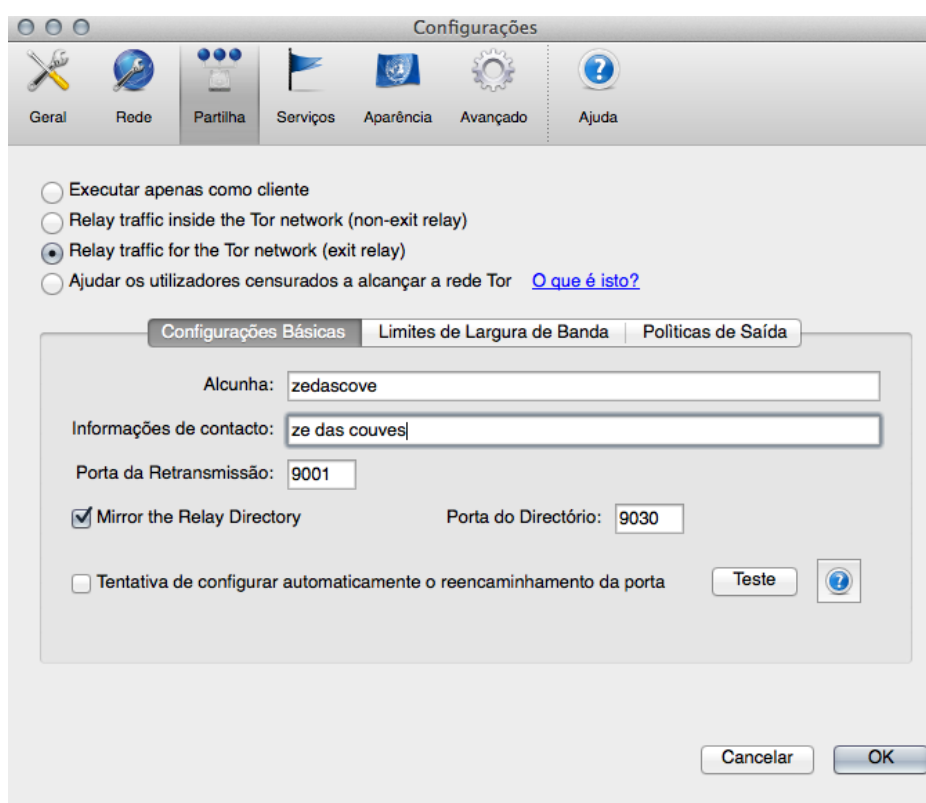 Configurações
Geral Rede Partilha Serviços Aparência Avançado Ajuda
Executar apenas como cliente
Relay traffic inside the Tor network (non-exit relay)
Relay traffic for the Tor network (exit relay)
Ajudar os utilizadores censurados a alcançar a rede Tor O que é isto?
Configurações Básicas Limites de Largura de Banda Polìticas de Saída
Alcunha: zedascove
Informações de contacto: ze das couves
Porta da Retransmissão: 9001
Mirror the Relay Directory Porta do Directório: 9030
Tentativa de configurar automaticamente o reencaminhamento da porta Teste
Cancelar OK